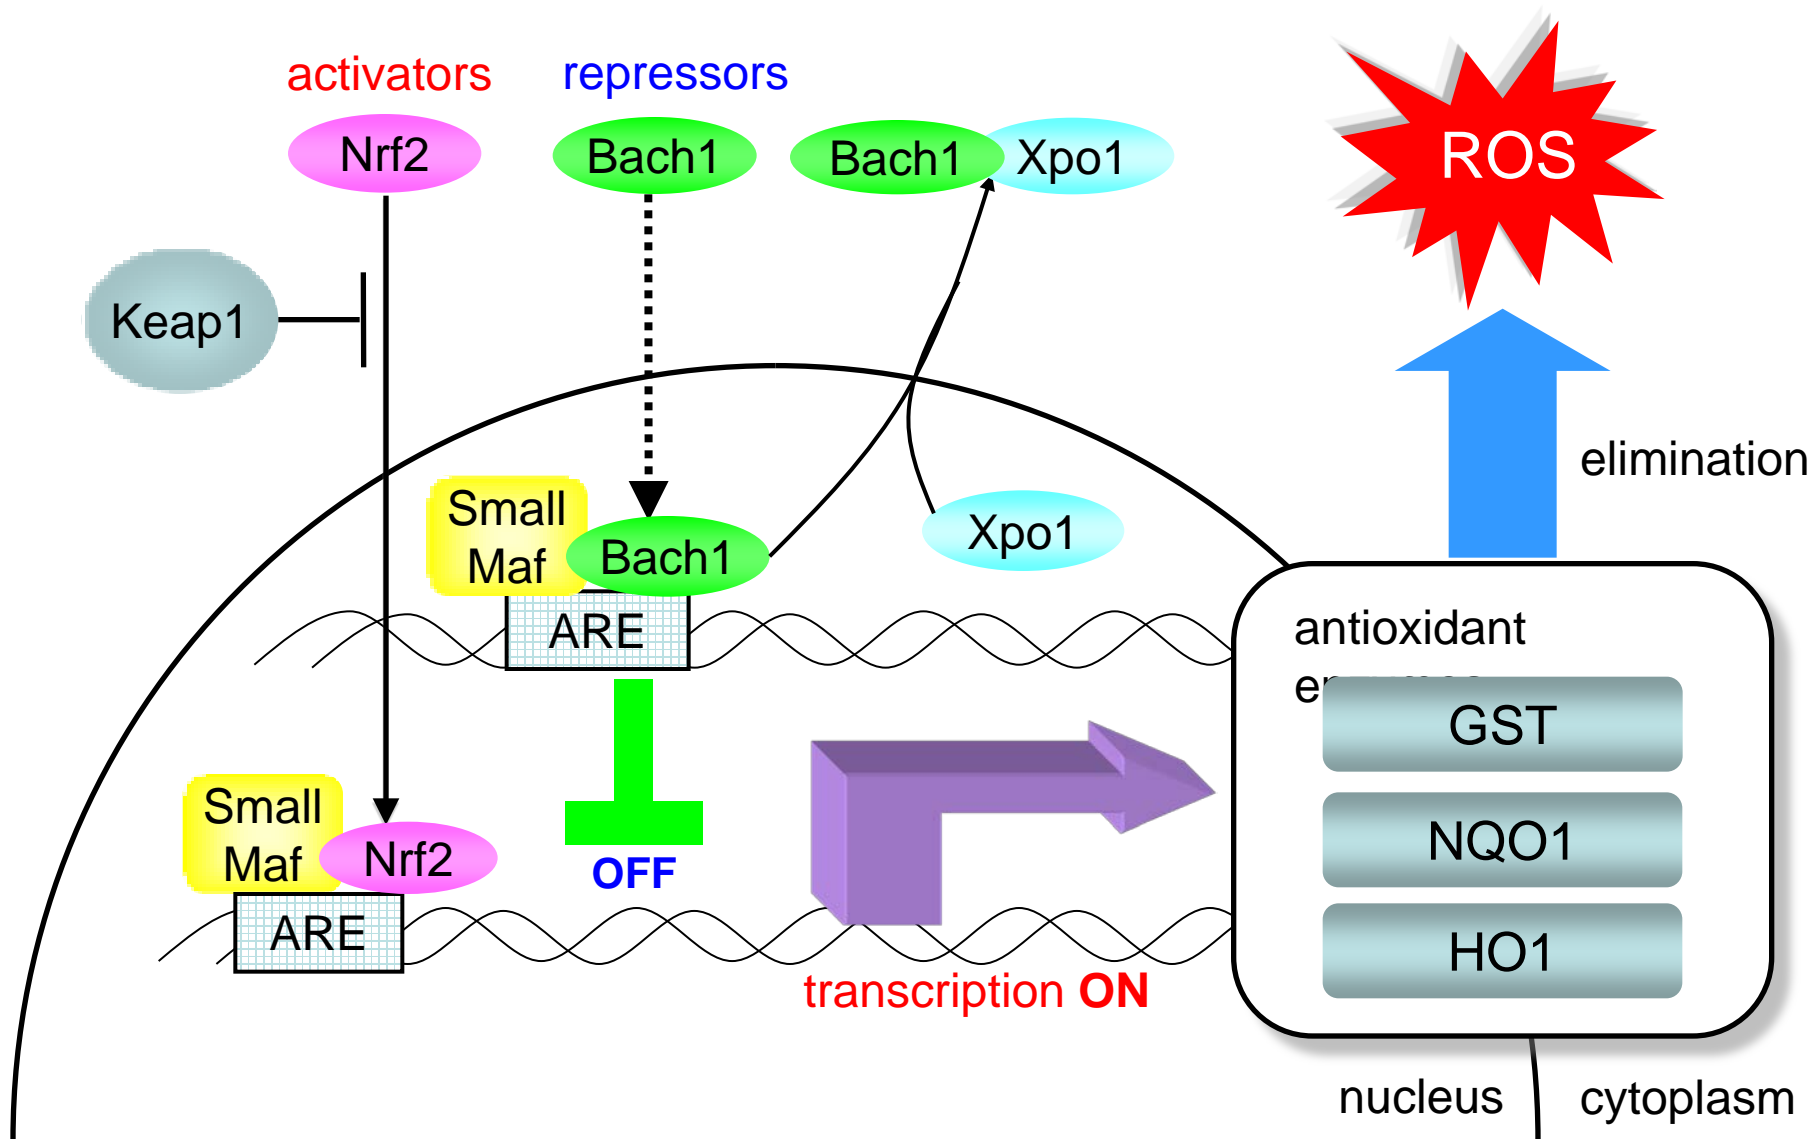 activators
repressors
Nrf2
Bach1
Bach1
Xpo1
ROS
Keap1
elimination
Small
Maf
Bach1
Xpo1
ARE
antioxidant
GST
NQO1
HO1
Small
Maf
Nrf2
OFF
ARE
transcription ON
nucleus
cytoplasm